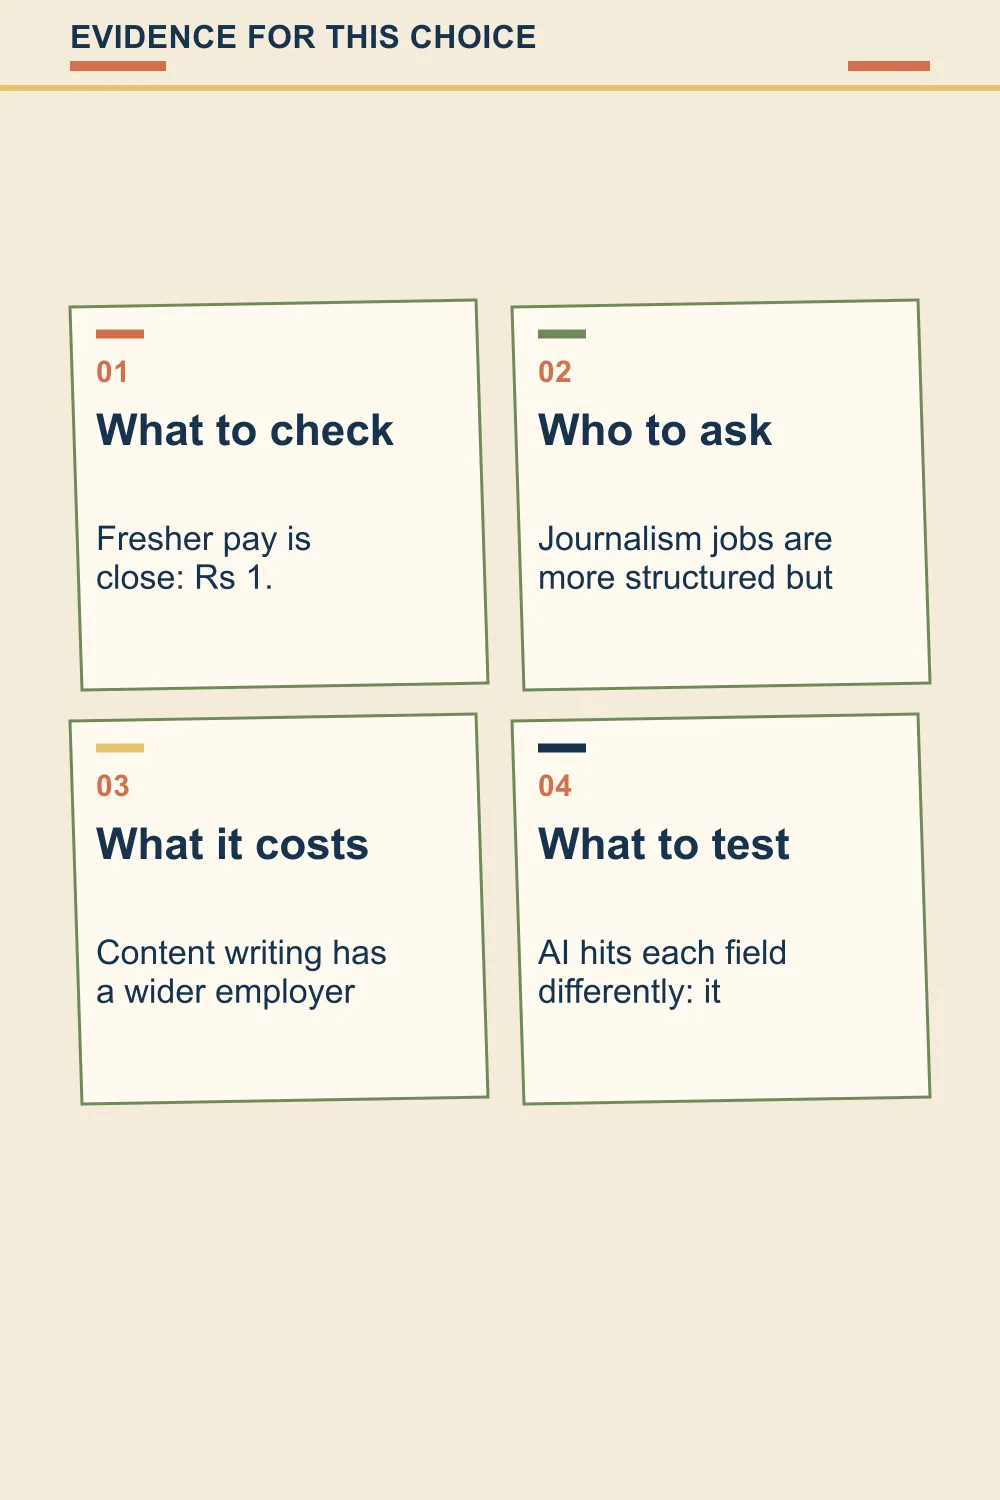 EVIDENCE FOR THIS CHOICE
01
What to check
Fresher pay is
close: Rs 1.
02
Who to ask
Journalism jobs are
more structured but
03
What it costs
Content writing has
a wider employer
04
What to test
AI hits each field
differently: it